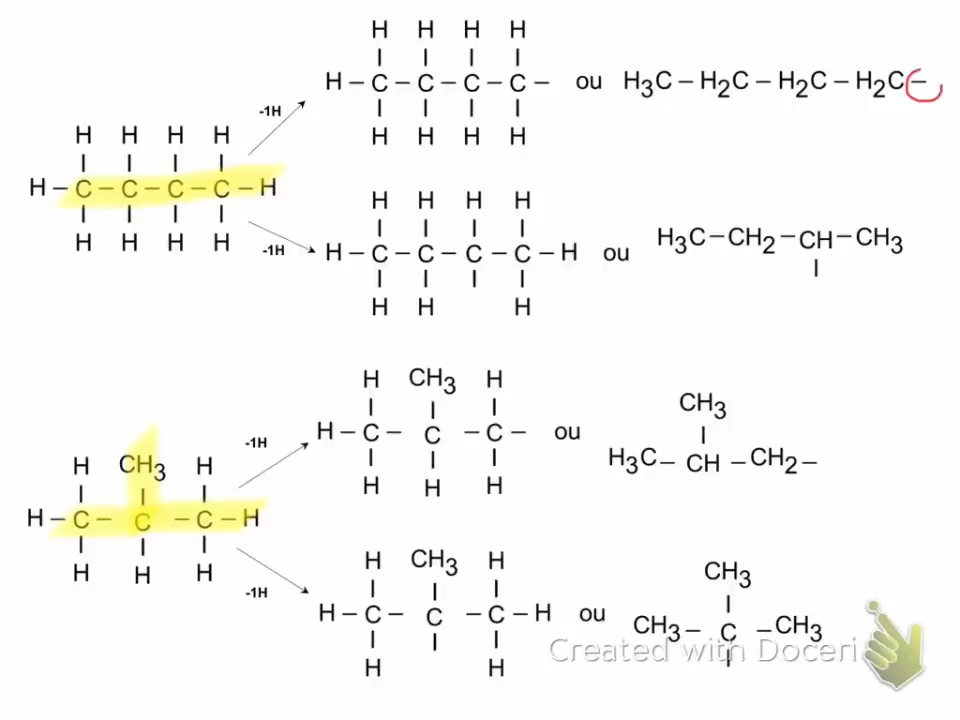 H H H H
H – C – C – C – C –   ou   H3C – H2C – H2C – H2C –
H H H H
-1H
H H H H
H – C – C – C – C – H
H H H H
-1H
H H H H
H – C – C – C – C – H   ou   H3C – CH2 – CH – CH3
H H H
H CH3 H
H – C – C – C –   ou
H H H
CH3
H3C – CH – CH2 –
-1H
H CH3 H
H – C – C – C – H
H H H
-1H
H CH3 H
H – C – C – C – H   ou
H H
CH3
CH3 – C – CH3
Created with Doceri